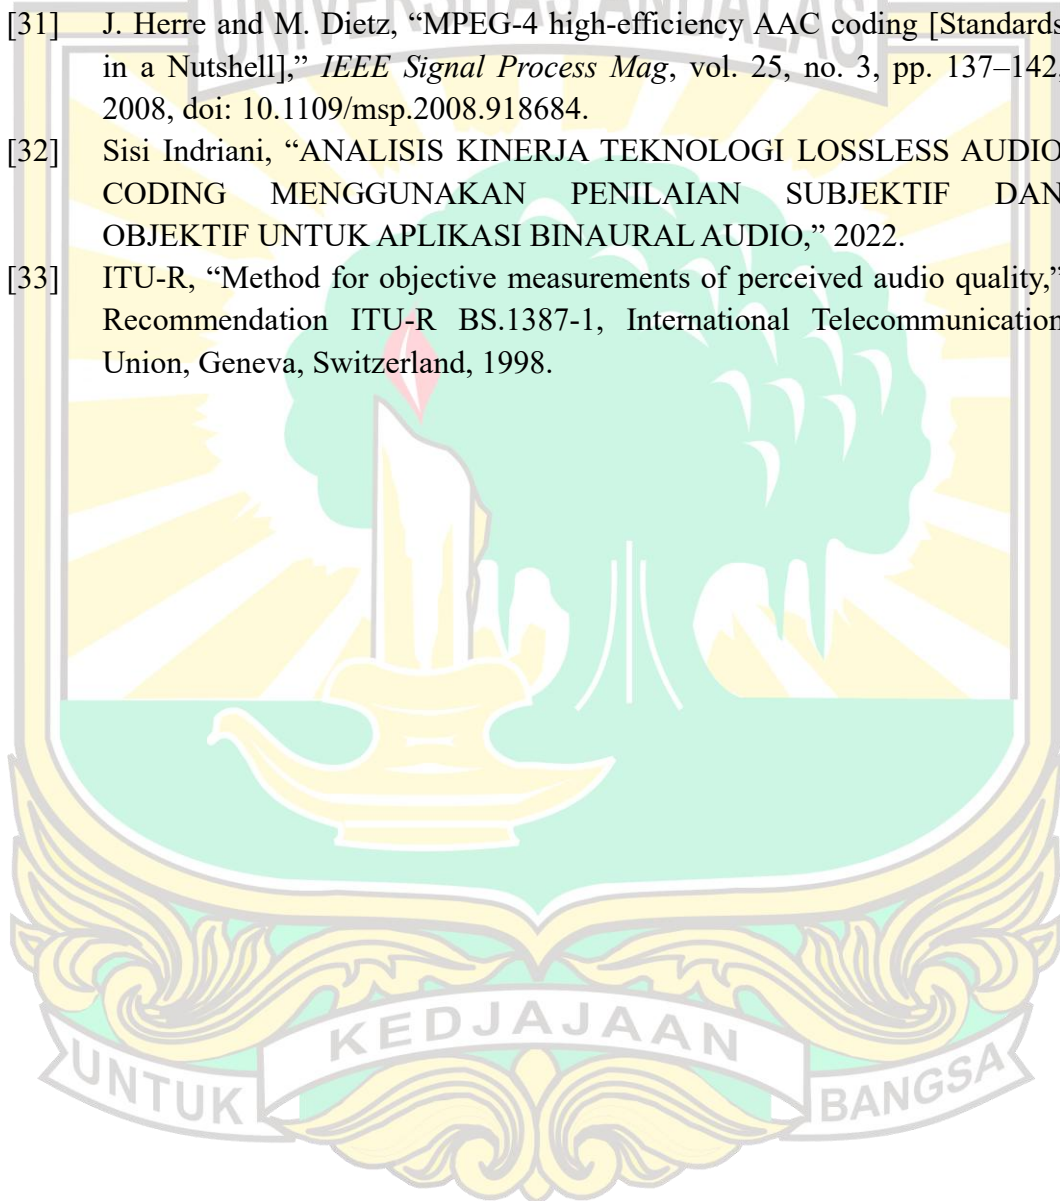 UNIVERSITAS ANDALAS
[31] J. Herre and M. Dietz, “MPEG-4 high-efficiency AAC coding [Standards
in a Nutshell],” IEEE Signal Process Mag, vol. 25, no. 3, pp. 137–142,
2008, doi: 10.1109/msp.2008.918684.
[32] Sisi Indriani, “ANALISIS KINERJA TEKNOLOGI LOSSLESS AUDIO
CODING MENGGUNAKAN PENILAIAN SUBJEKTIF DAN
OBJEKTIF UNTUK APLIKASI BINAURAL AUDIO,” 2022.
[33] ITU-R, “Method for objective measurements of perceived audio quality,”
Recommendation ITU-R BS.1387-1, International Telecommunication
Union, Geneva, Switzerland, 1998.
UNTUK KEDJAJAAN BANGSA